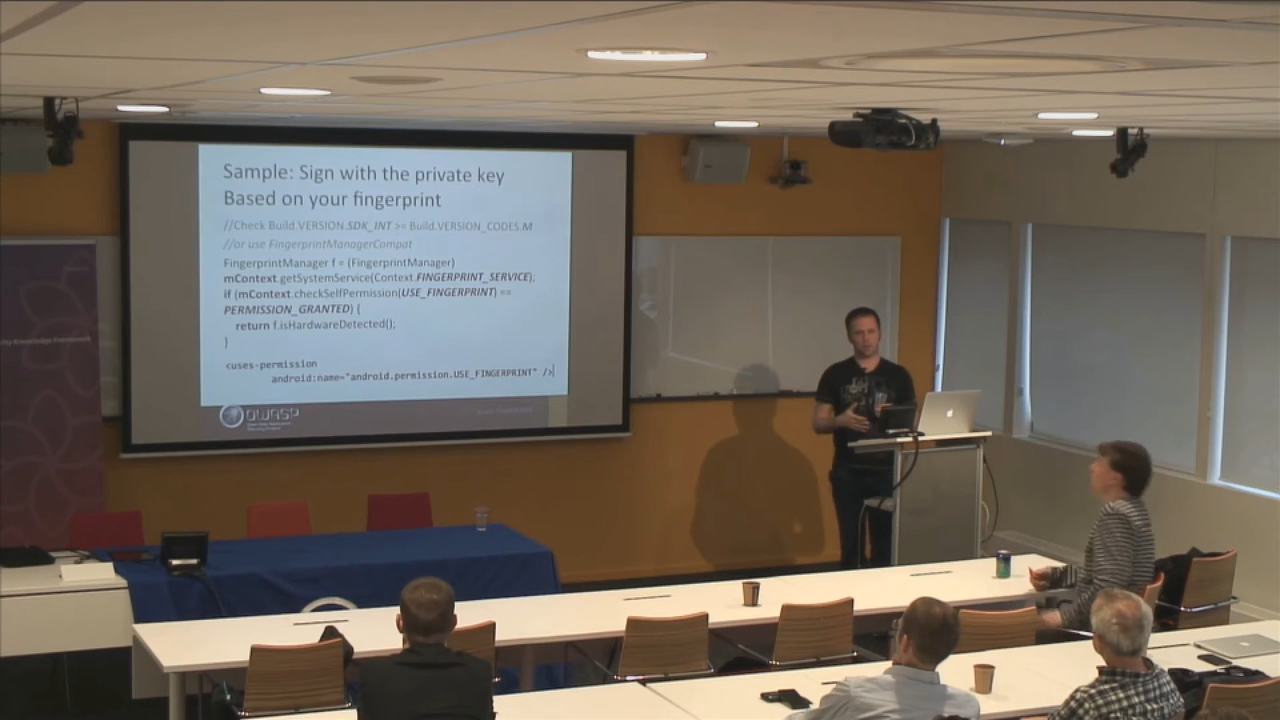 Sample: Sign with the private key
Based on your fingerprint
//Check Build.VERSION.SDK_INT >= Build.VERSION_CODES.M
//or use FingerprintManagerCompat
FingerprintManager f = (FingerprintManager)
mContext.getSystemService(Context.FINGERPRINT_SERVICE);
if (mContext.checkSelfPermission(USE_FINGERPRINT) ==
PERMISSION_GRANTED) {
return f.isHardwareDetected();
}
<uses-permission
android:name="android.permission.USE_FINGERPRINT" />
OWASP
Knowledge Framework